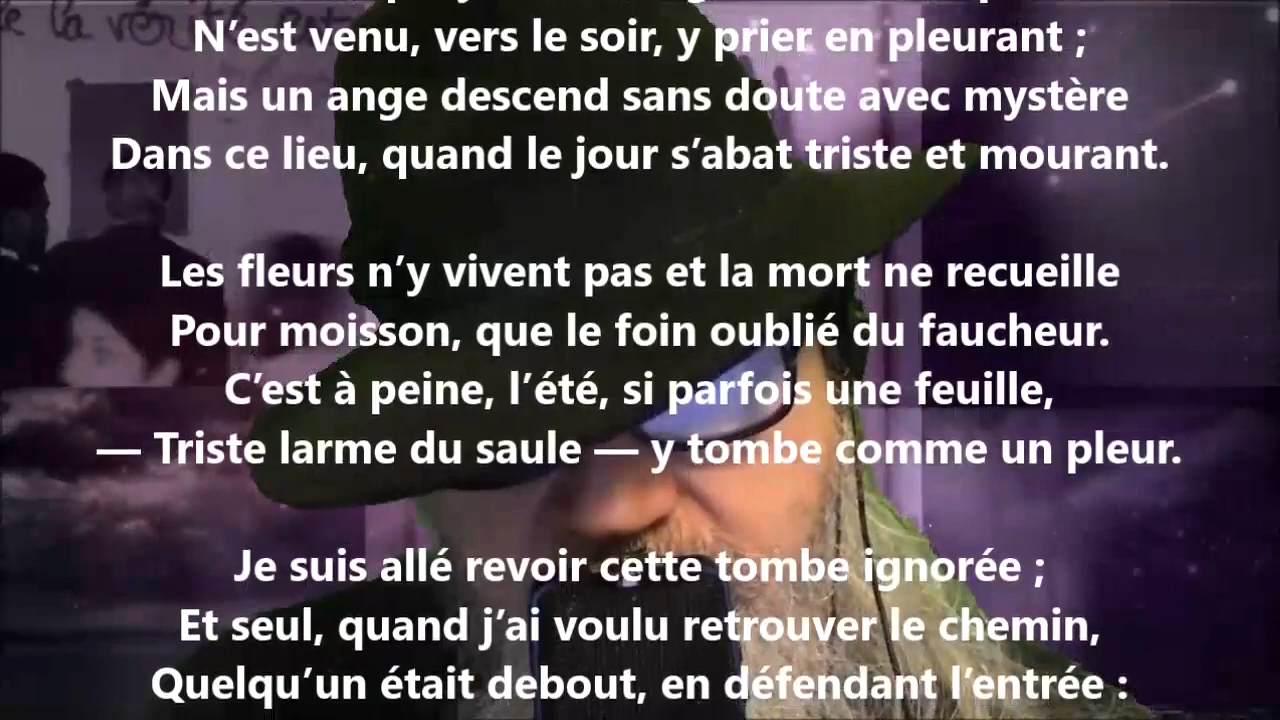 la vérité est
N’est venu, vers le soir, y prier en pleurant ;
Mais un ange descend sans doute avec mystère
Dans ce lieu, quand le jour s’abat triste et mourant.
Les fleurs n’y vivent pas et la mort ne recueille
Pour moisson, que le foin oublié du faucheur.
C’est à peine, l’été, si parfois une feuille,
— Triste larme du saule — y tombe comme un pleur.
Je suis allé revoir cette tombe ignorée ;
Et seul, quand j’ai voulu retrouver le chemin,
Quelqu’un était debout, en défendant l’entrée :